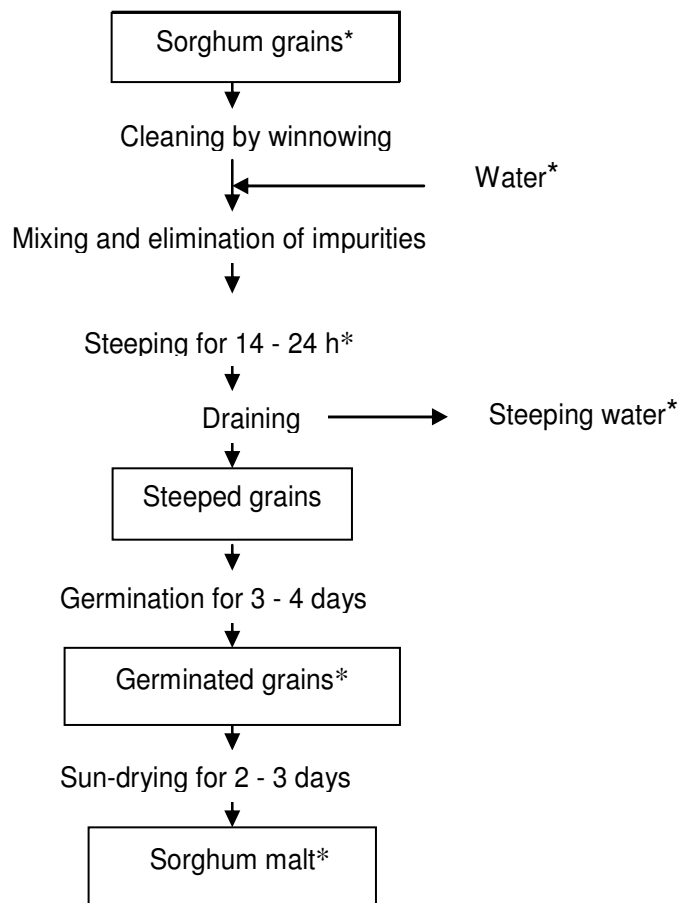 Sorghum grains*
Cleaning by winnowing
Water*
Mixing and elimination of impurities
Steeping for 14 - 24 h*
Draining
Steeping water*
Steeped grains
Germination for 3 - 4 days
Germinated grains*
Sun-drying for 2 - 3 days
Sorghum malt*